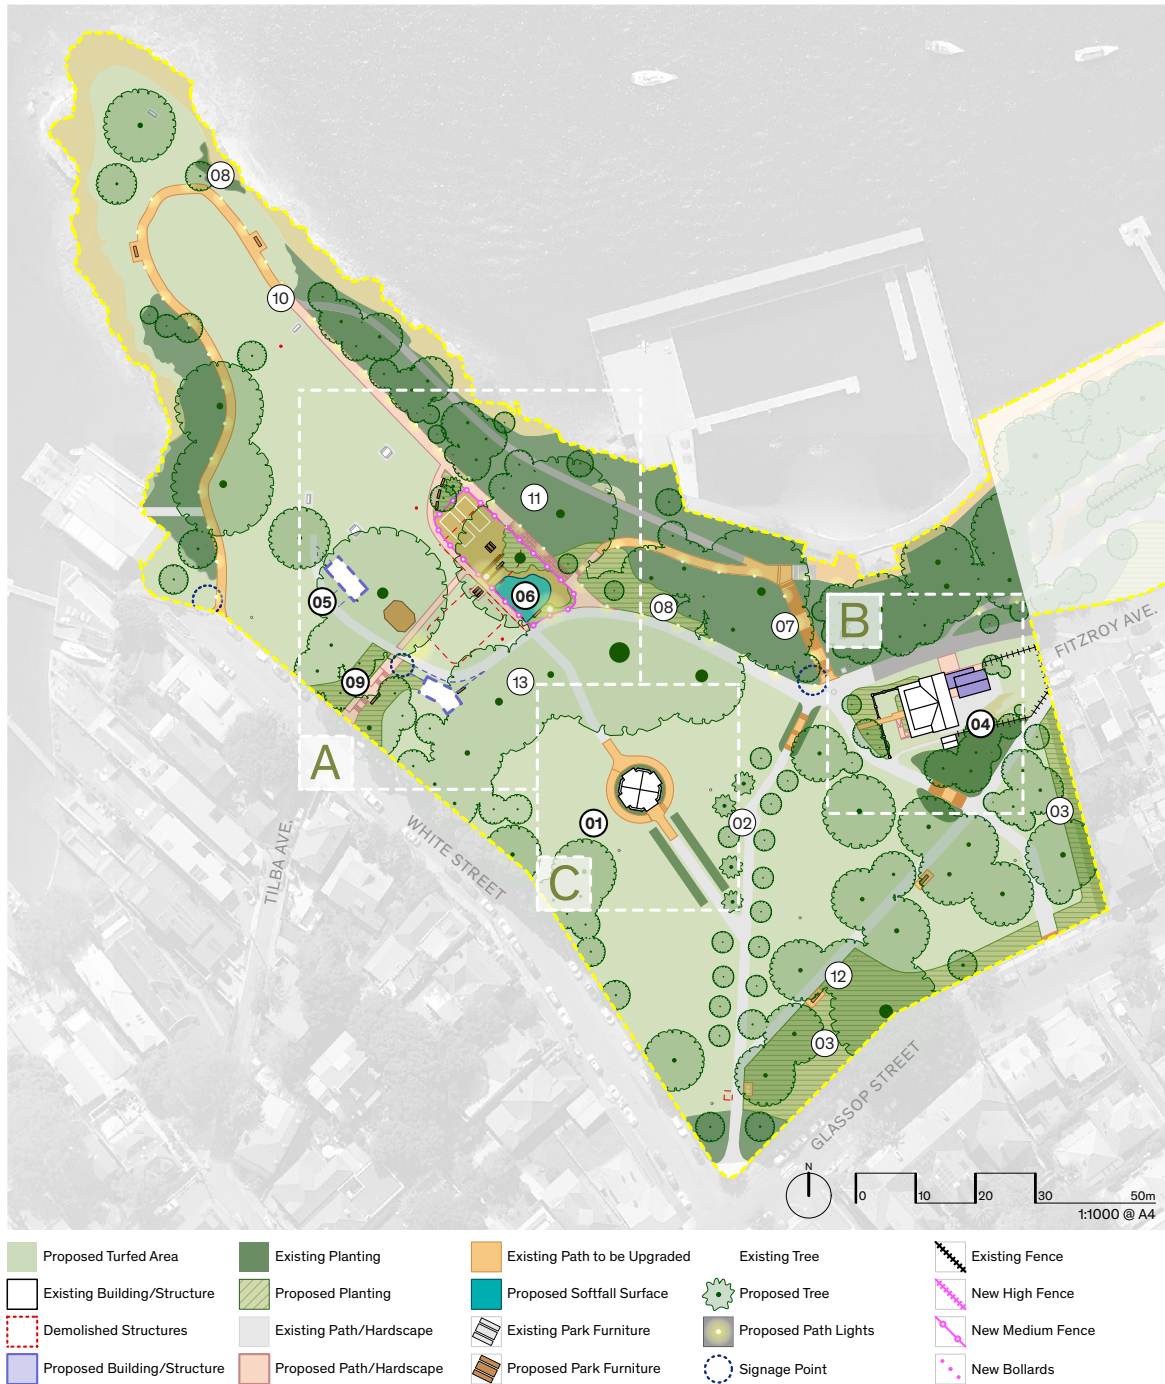 08
10
11
05
06
08
07
B
FITZROY AVE.
09
13
04
A
01
02
03
TILBA AVE.
WHITE STREET
C
12
03
GLASSOP STREET
N
0 10 20 30 50m
1:1000 @ A4
Proposed Turfed Area
Existing Planting
Existing Path to be Upgraded
Existing Tree
Existing Fence
Existing Building/Structure
Proposed Planting
Proposed Softfall Surface
Proposed Tree
New High Fence
Demolished Structures
Existing Path/Hardscape
Existing Park Furniture
Proposed Path Lights
New Medium Fence
Proposed Building/Structure
Proposed Path/Hardscape
Proposed Park Furniture
Signage Point
New Bollards